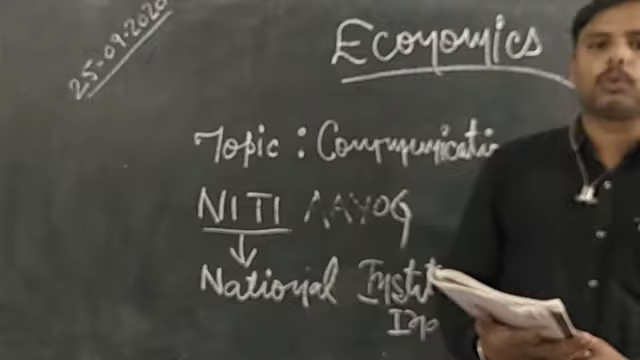 25-09-2020
Economics
Topic : Communicati
NITI AAYOG
National Instit